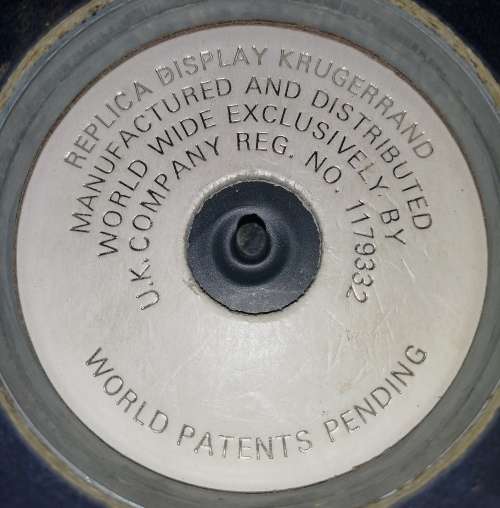 REPLICA DISPLAY KRUGERRAND
MANUFACTURED AND DISTRIBUTED
WORLD WIDE EXCLUSIVELY BY
U.K. COMPANY REG. NO. 1179332
WORLD PATENTS PENDING